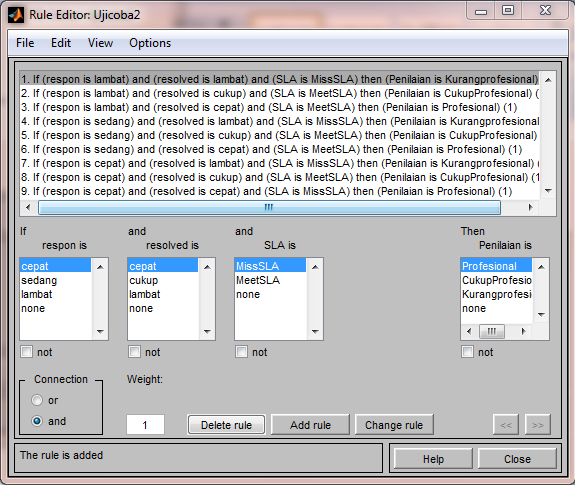 Rule Editor: Ujicoba2
File Edit View Options
1. If (respon is lambat) and (resolved is lambat) and (SLA is MissSLA) then (Penilaian is Kurangprofesional)
2. If (respon is lambat) and (resolved is cukup) and (SLA is MeetSLA) then (Penilaian is CukupProfesional) (1
3. If (respon is lambat) and (resolved is cepat) and (SLA is MeetSLA) then (Penilaian is Profesional) (1)
4. If (respon is sedang) and (resolved is lambat) and (SLA is MissSLA) then (Penilaian is Kurangprofesional
5. If (respon is sedang) and (resolved is cukup) and (SLA is MeetSLA) then (Penilaian is CukupProfesional)
6. If (respon is sedang) and (resolved is cepat) and (SLA is MeetSLA) then (Penilaian is Profesional) (1)
7. If (respon is cepat) and (resolved is lambat) and (SLA is MissSLA) then (Penilaian is Kurangprofesional) (
8. If (respon is cepat) and (resolved is cukup) and (SLA is MeetSLA) then (Penilaian is CukupProfesional) (1
9. If (respon is cepat) and (resolved is cepat) and (SLA is MissSLA) then (Penilaian is Profesional) (1)
If and and Then
respon is resolved is SLA is Penilaian is
cepat cepat MissSLA Profesional
sedang cukup MeetSLA CukupProfesio
lambat lambat none Kurangprofesi
none none none
not not not not
Connection Weight:
or
and 1 Delete rule Add rule Change rule << >>
The rule is added Help Close